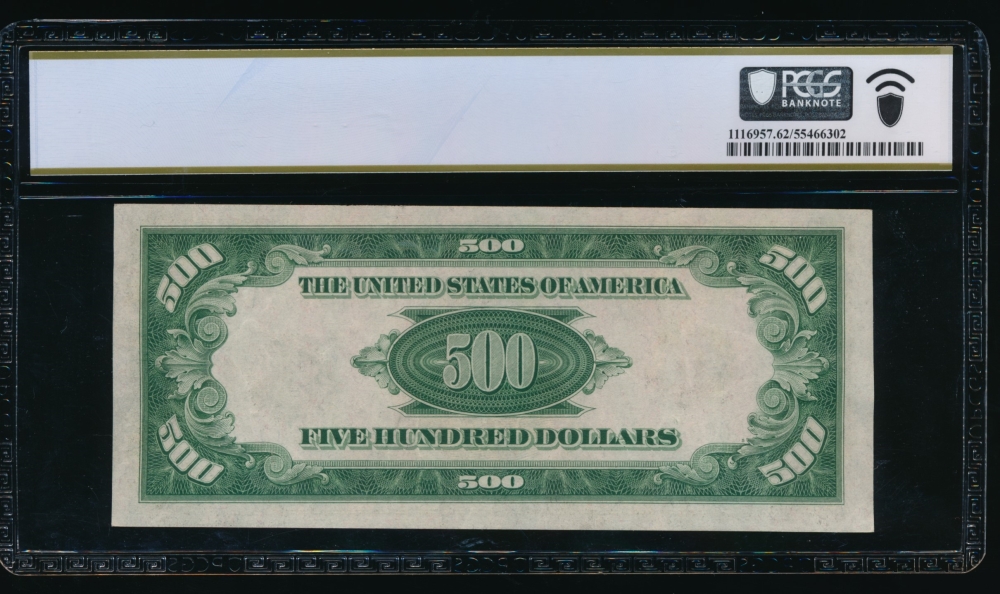 PCGS
BANKNOTE
1116957.62/55466302
500
500 500
THE UNITED STATES OF AMERICA
500
FIVE HUNDRED DOLLARS
500 500
500